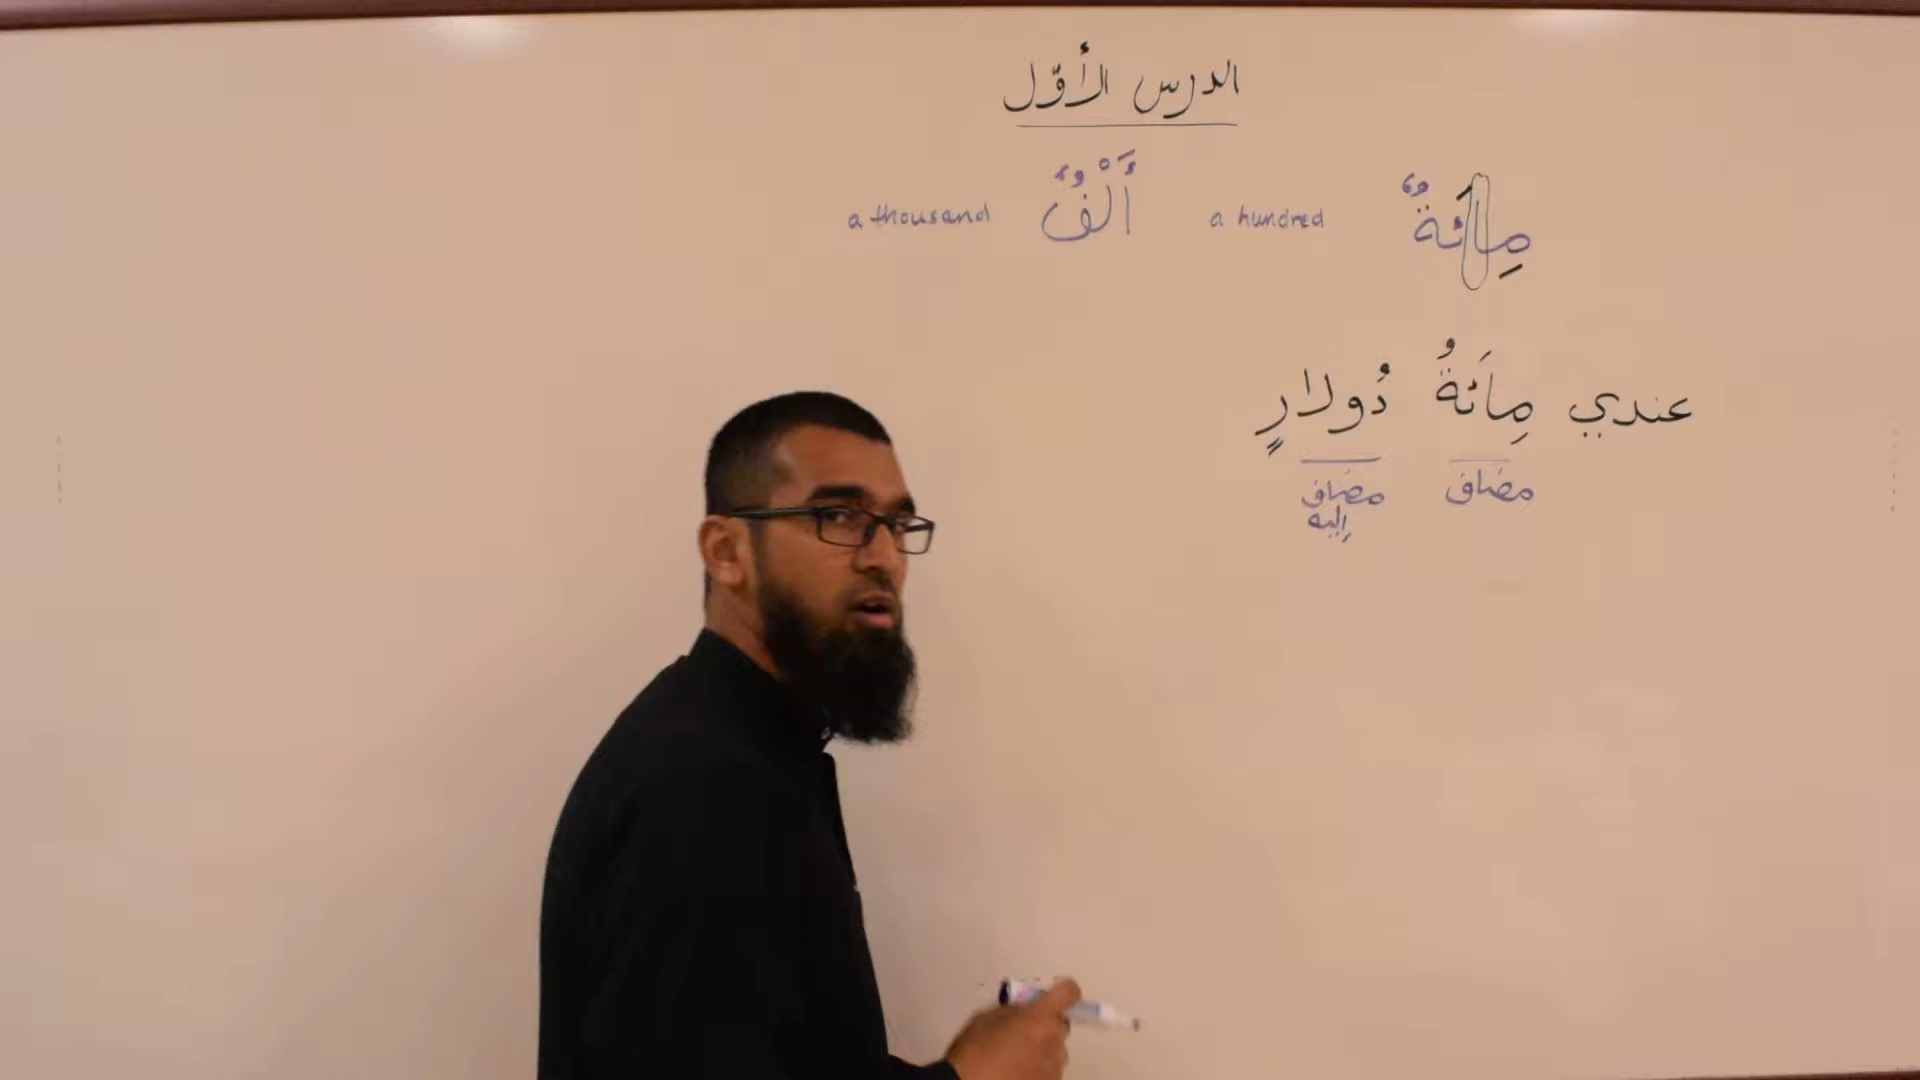 الدرس الأوّل
مِائَةٌ a hundred أَلْفٌ a thousand
عندي مِائَةُ دُولارٍ
مضاف مضاف إليه